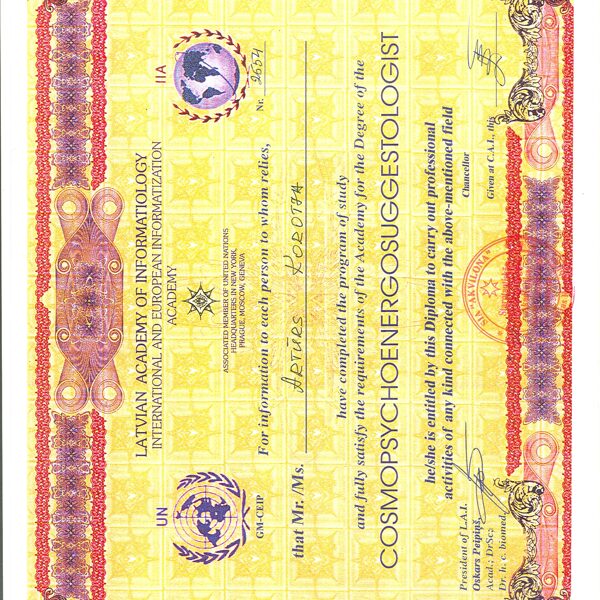 LATVIAN ACADEMY OF INFORMATIOLOGY
INTERNATIONAL AND EUROPEAN INFORMATIZATION
ACADEMY
UN
IIA
ASSOCIATED MEMBER OF UNITED NATIONS
HEADQUARTERS IN NEW YORK,
PRAGUE, MOSCOW, GENEVA
GM-CEIP
Nr. 2654
For information to each person to whom relies,
that Mr. /Ms. ARTŪRS KOROTKA
have completed the program of study
and fully satisfy the requirements of the Academy for the Degree of the
COSMOPSYCHOENERGOSUGGESTOLOGIST
he/she is entitled by this Diploma to carry out professional
activities of any kind connected with the above-mentioned field
President of L.A.I.
Oskars Peipiņš
Acad.; DrSc;
Dr. h. c. biomed.
Chancellor
Given at C.A.I., this
SIA "AKVILONA"